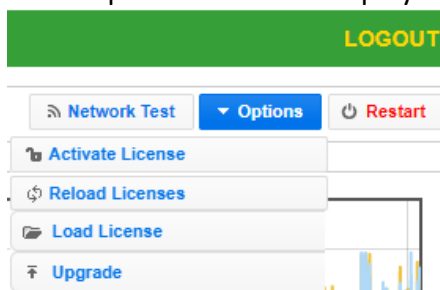 LOGOUT
Network Test Options Restart
Activate License
Reload Licenses
Load License
Upgrade